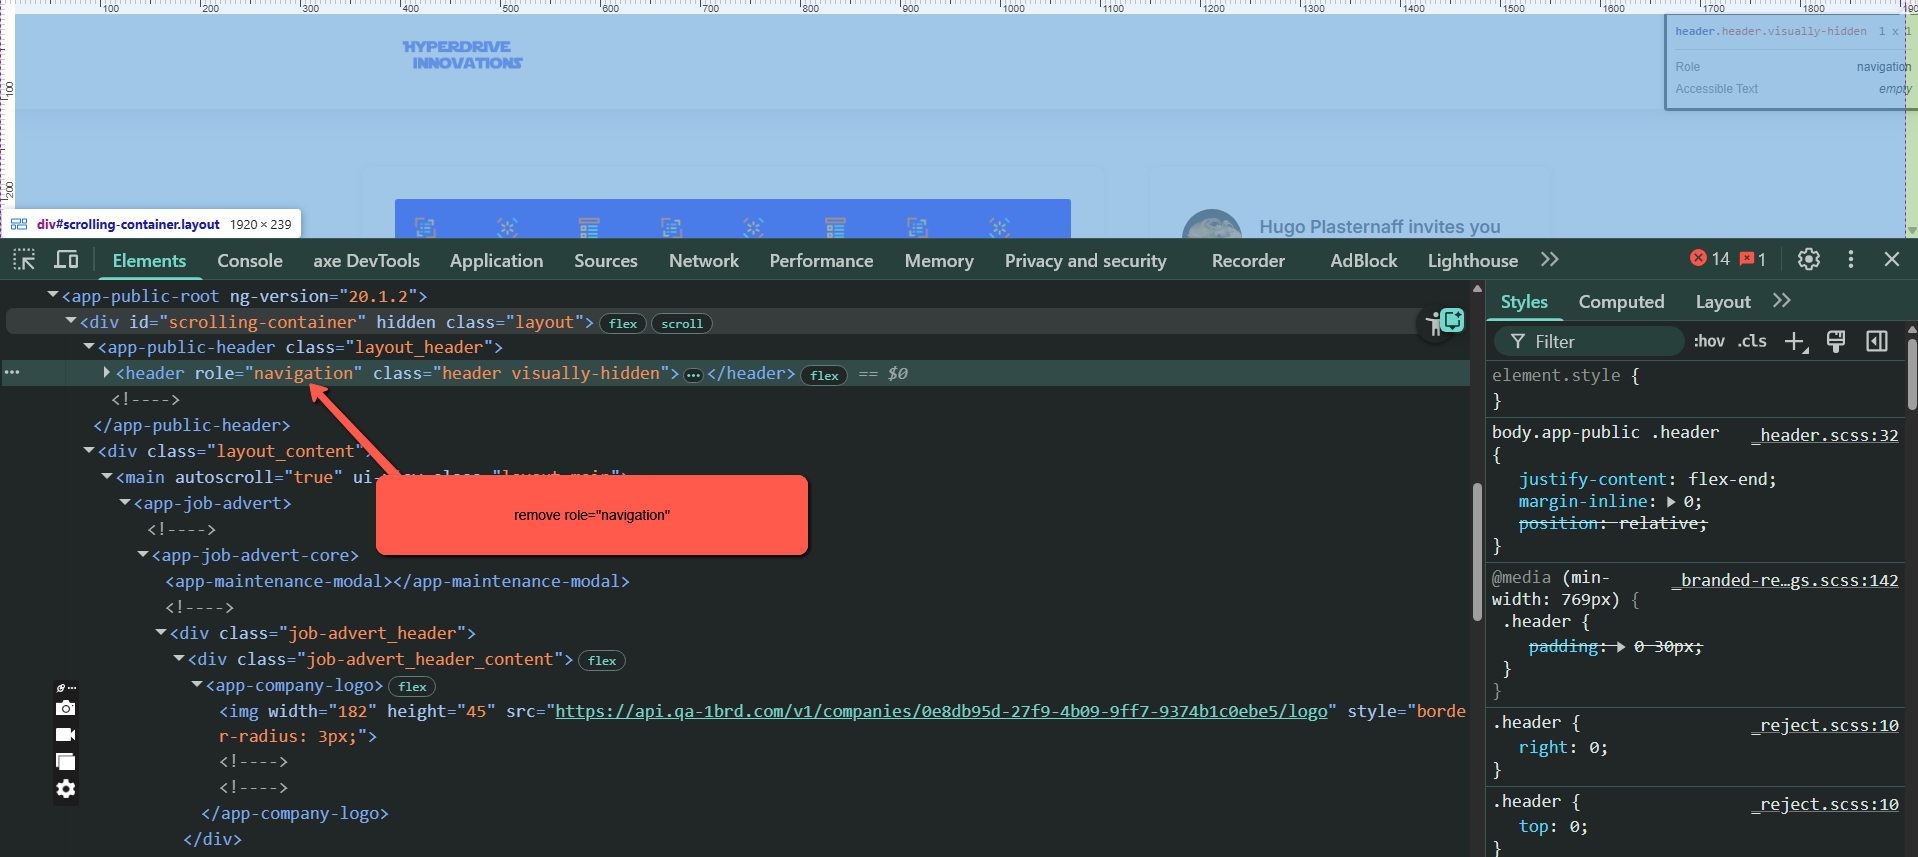 100 200 300 400 500 600 700 800 900 1000 1100 1200 1300 1400 1500 1600 1700 1800
100
200
HYPERDRIVE
INNOVATIONS
header.header.visually-hidden 1 x 1
Role navigation
Accessible Text empty
Hugo Plasternaff invites you
div#scrolling-container.layout 1920 × 239
Elements Console axe DevTools Application Sources Network Performance Memory Privacy and security Recorder AdBlock Lighthouse 14 1
<app-public-root ng-version="20.1.2">
<div id="scrolling-container" hidden class="layout"> flex scroll
<app-public-header class="layout_header">
<header role="navigation" class="header visually-hidden"> ⋯ </header> flex == $0
<!---->
</app-public-header>
<div class="layout_content"
<main autoscroll="true"
<app-job-advert>
<!---->
<app-job-advert-core>
<app-maintenance-modal></app-maintenance-modal>
<!---->
<div class="job-advert_header">
<div class="job-advert_header_content"> flex
<app-company-logo> flex
<img width="182" height="45" src="https://api.qa-1brd.com/v1/companies/0e8db95d-27f9-4b09-9ff7-9374b1c0ebe5/logo" style="borde
r-radius: 3px;">
<!---->
<!---->
</app-company-logo>
</div>
remove role="navigation"
Styles Computed Layout
Filter :hov .cls
element.style {
}
body.app-public .header _header.scss:32
{
justify-content: flex-end;
margin-inline: 0;
position: relative;
}
@media (min- _branded-re…gs.scss:142
width: 769px) {
.header {
padding: 0 30px;
}
}
.header { _reject.scss:10
right: 0;
}
.header { _reject.scss:10
top: 0;
}